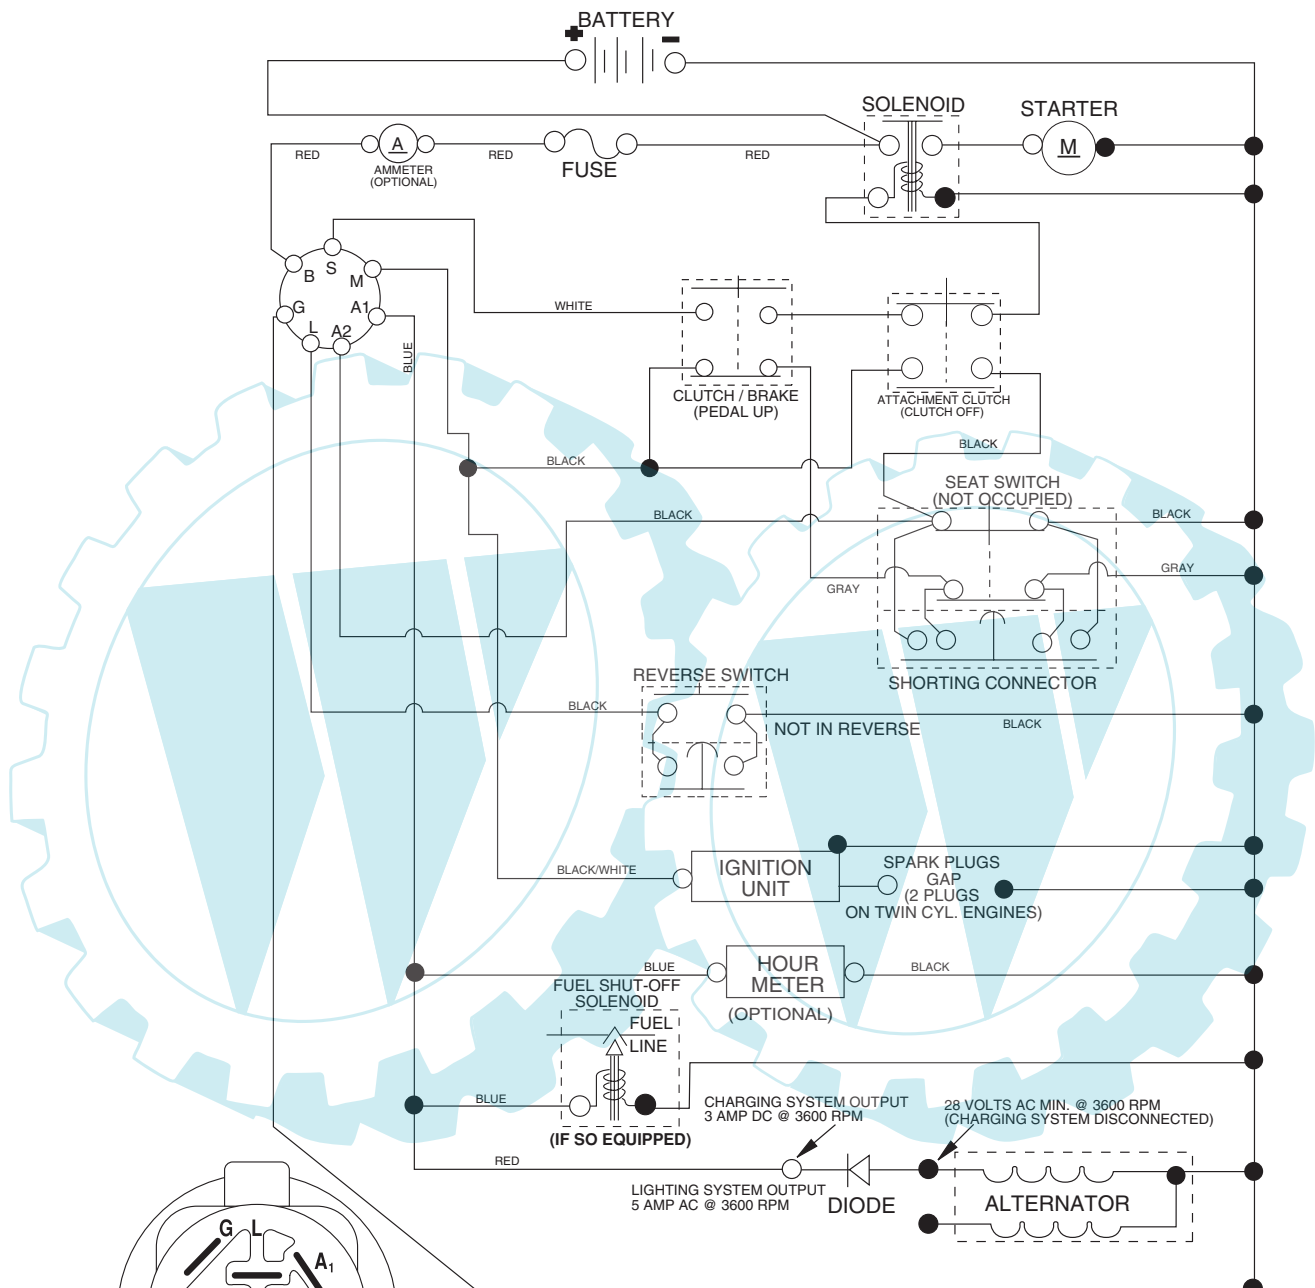 BATTERY
SOLENOID
STARTER
A
M
RED
RED
RED
AMMETER
(OPTIONAL)
FUSE
B
S
M
G
A1
L
A2
WHITE
BLUE
CLUTCH / BRAKE
(PEDAL UP)
ATTACHMENT CLUTCH
(CLUTCH OFF)
BLACK
BLACK
SEAT SWITCH
(NOT OCCUPIED)
BLACK
BLACK
GRAY
GRAY
REVERSE SWITCH
SHORTING CONNECTOR
BLACK
NOT IN REVERSE
BLACK
BLACK/WHITE
IGNITION
UNIT
SPARK PLUGS
GAP
(2 PLUGS
ON TWIN CYL. ENGINES)
BLUE
HOUR
METER
BLACK
(OPTIONAL)
FUEL SHUT-OFF
SOLENOID
FUEL
LINE
BLUE
(IF SO EQUIPPED)
CHARGING SYSTEM OUTPUT
3 AMP DC @ 3600 RPM
28 VOLTS AC MIN. @ 3600 RPM
(CHARGING SYSTEM DISCONNECTED)
RED
LIGHTING SYSTEM OUTPUT
5 AMP AC @ 3600 RPM
DIODE
ALTERNATOR
G L
A1